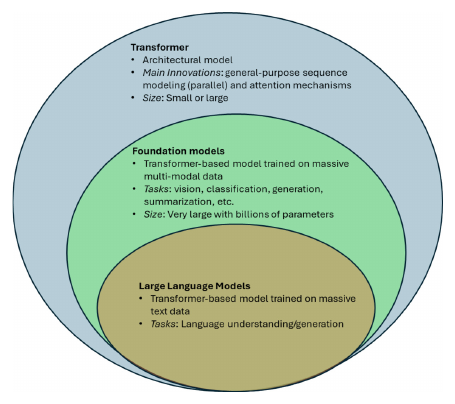 Transformer
• Architectural model
• Main Innovations: general-purpose sequence
modeling (parallel) and attention mechanisms
• Size: Small or large
Foundation models
• Transformer-based model trained on massive
multi-modal data
• Tasks: vision, classification, generation,
summarization, etc.
• Size: Very large with billions of parameters
Large Language Models
• Transformer-based model trained on massive
text data
• Tasks: Language understanding/generation